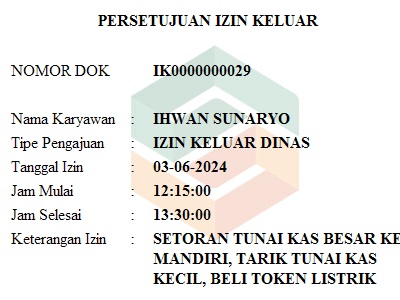 PERSETUJUAN IZIN KELUAR
NOMOR DOK IK0000000029
Nama Karyawan : IHWAN SUNARYO
Tipe Pengajuan : IZIN KELUAR DINAS
Tanggal Izin : 03-06-2024
Jam Mulai : 12:15:00
Jam Selesai : 13:30:00
Keterangan Izin : SETORAN TUNAI KAS BESAR KE
MANDIRI, TARIK TUNAI KAS
KECIL, BELI TOKEN LISTRIK